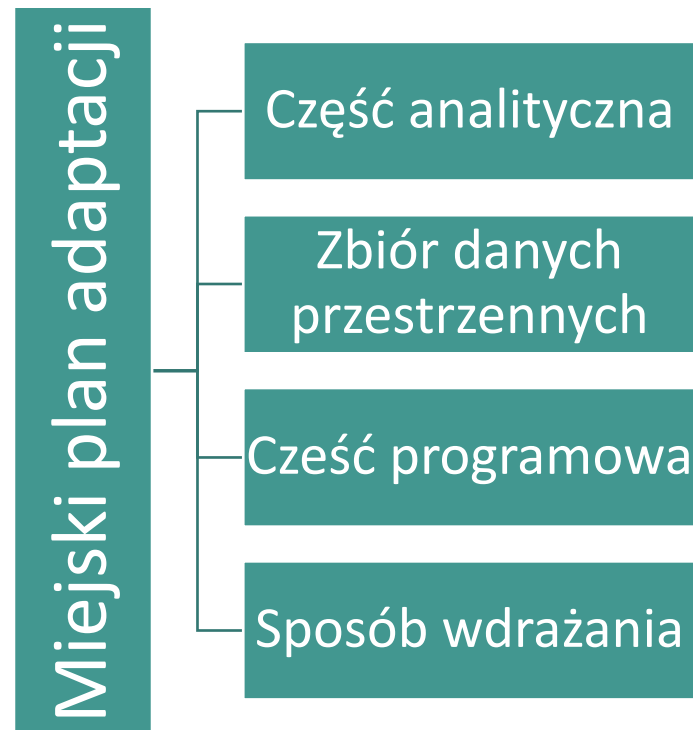 Miejski plan adaptacji
Część analityczna
Zbiór danych
przestrzennych
Cześć programowa
Sposób wdrażania